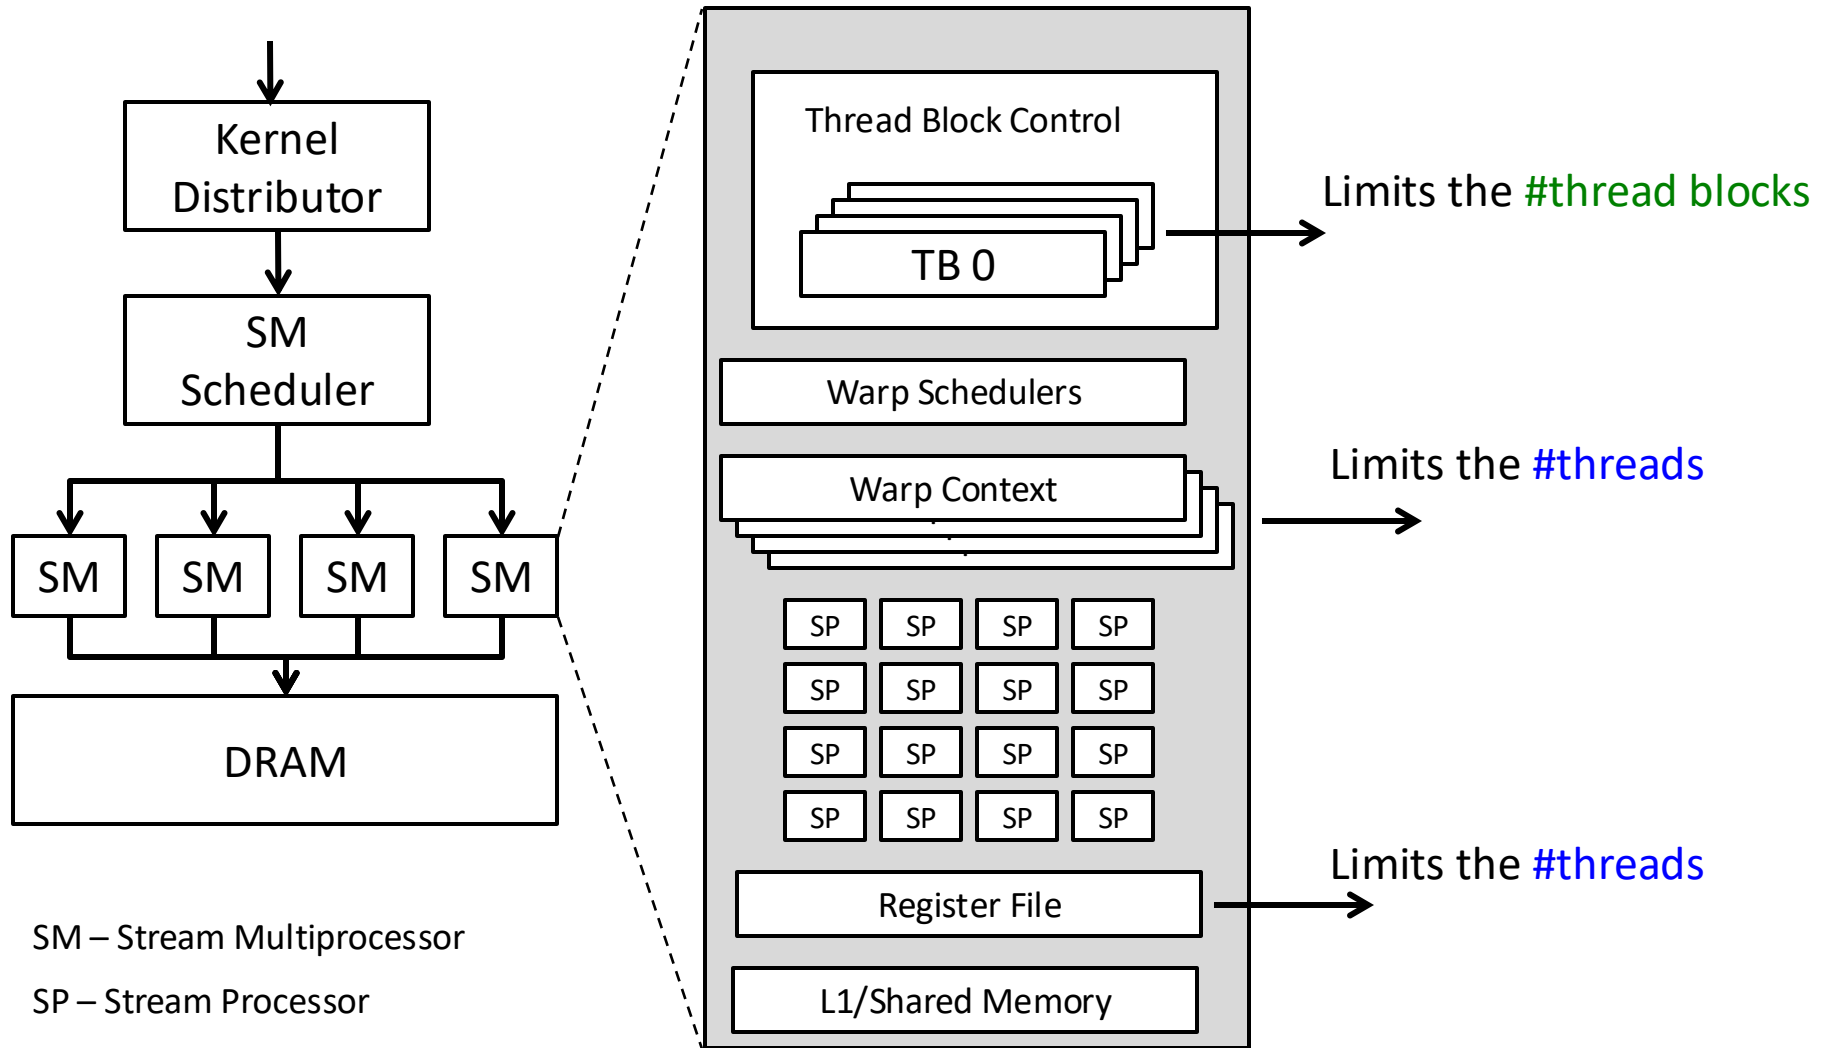 Kernel
Distributor
SM
Scheduler
SM SM SM SM
DRAM
SM – Stream Multiprocessor
SP – Stream Processor
Thread Block Control
TB 0
Warp Schedulers
Warp Context
SP SP SP SP
SP SP SP SP
SP SP SP SP
SP SP SP SP
Register File
L1/Shared Memory
Limits the #thread blocks
Limits the #threads
Limits the #threads